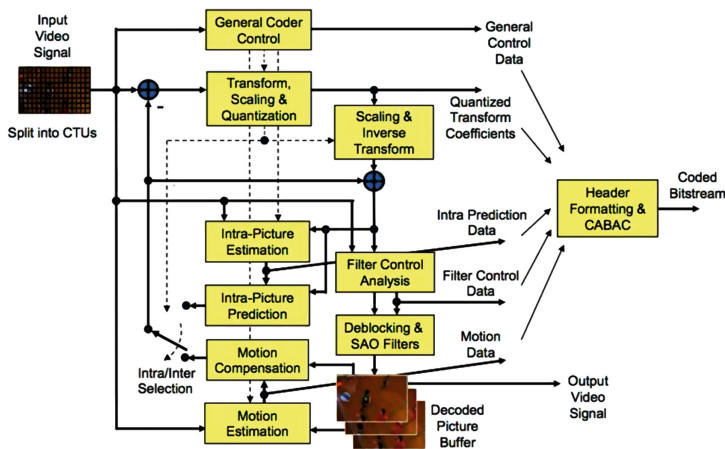 Input
Video
Signal
Split into CTUs
General Coder
Control
Transform,
Scaling &
Quantization
-
Scaling &
Inverse
Transform
General
Control
Data
Quantized
Transform
Coefficients
Header
Formatting &
CABAC
Coded
Bitstream
Intra-Picture
Estimation
Intra Prediction
Data
Filter Control
Analysis
Filter Control
Data
Intra-Picture
Prediction
Deblocking &
SAO Filters
Motion
Data
Motion
Compensation
Intra/Inter
Selection
Motion
Estimation
Decoded
Picture
Buffer
Output
Video
Signal